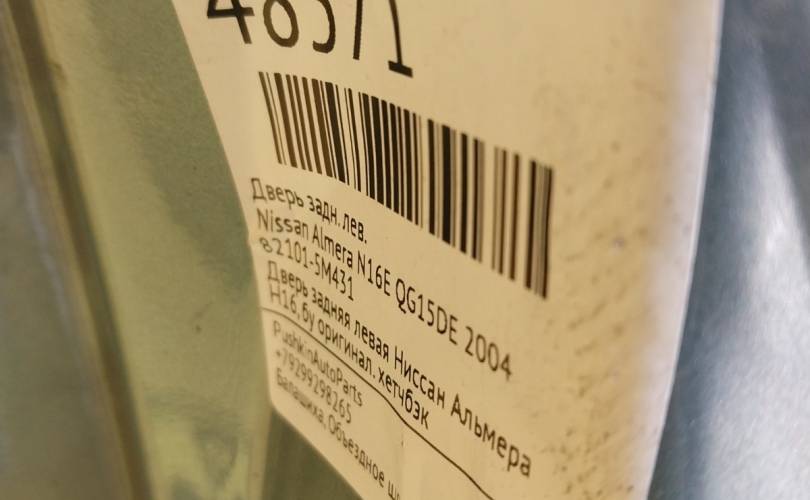 48571
Дверь задн. лев.
Nissan Almera N16E QG15DE 2004
82101-5M431
Дверь задняя левая Ниссан Альмера
Н16, бу оригинал. хетчбэк
PushkinAutoParts
+79299298265
Балашиха, Объездное